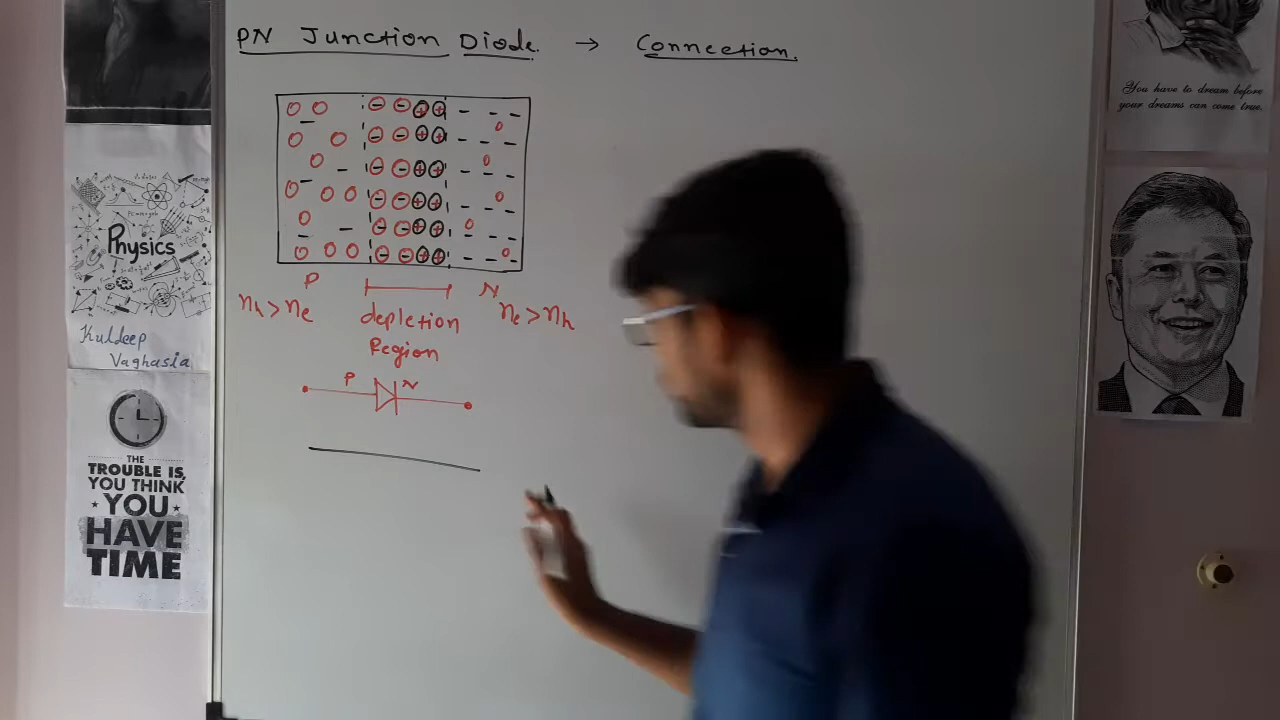 PN Junction Diode. → Connection.
P
N
nh > ne
ne > nh
depletion
Region
P
N
Physics
Kuldeep
Vaghasia
THE
TROUBLE IS,
YOU THINK
YOU
HAVE
TIME
You have to dream before
your dreams can come true.